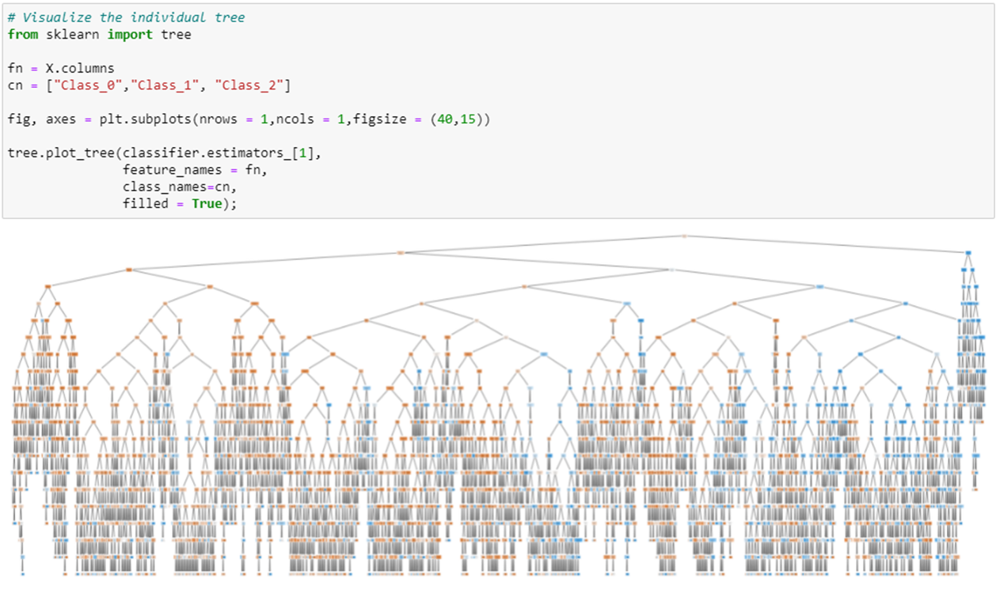 # Visualize the individual tree
from sklearn import tree
fn = X.columns
cn = ["Class_0","Class_1", "Class_2"]
fig, axes = plt.subplots(nrows = 1,ncols = 1,figsize = (40,15))
tree.plot_tree(classifier.estimators_[1],
feature_names = fn,
class_names=cn,
filled = True);